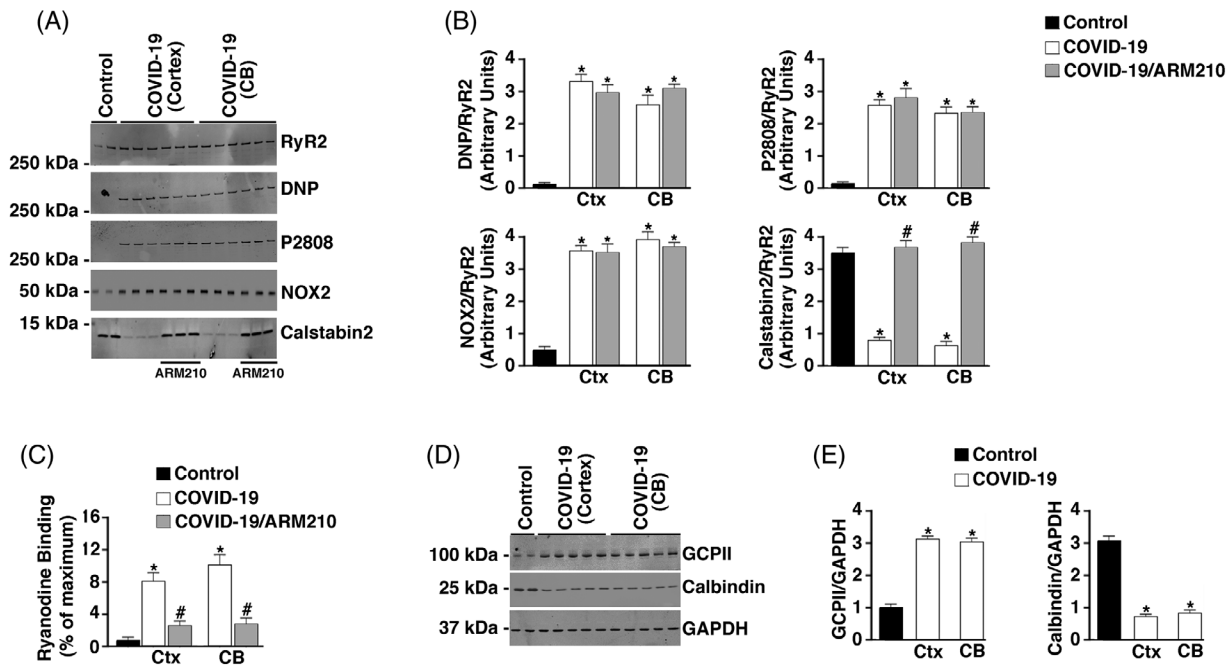 (A)
Control
COVID-19
(Cortex)
COVID-19
(CB)
RyR2
250 kDa -
DNP
250 kDa -
P2808
250 kDa -
50 kDa -
NOX2
15 kDa -
Calstabin2
ARM210
ARM210
(B)
Control
COVID-19
COVID-19/ARM210
DNP/RyR2
(Arbitrary Units)
4
3
2
1
0
* * * *
Ctx
CB
P2808/RyR2
(Arbitrary Units)
4
3
2
1
0
* * * *
Ctx
CB
NOX2/RyR2
(Arbitrary Units)
4
3
2
1
0
* * * *
Ctx
CB
Calstabin2/RyR2
(Arbitrary Units)
4
3
2
1
0
* # * #
Ctx
CB
(C)
Control
COVID-19
COVID-19/ARM210
Ryanodine Binding
(% of maximum)
16
12
8
4
0
* # * #
Ctx
CB
(D)
Control
COVID-19
(Cortex)
COVID-19
(CB)
100 kDa -
GCPII
25 kDa -
Calbindin
37 kDa -
GAPDH
(E)
Control
COVID-19
GCPII/GAPDH
4
3
2
1
0
* *
Ctx
CB
Calbindin/GAPDH
4
3
2
1
0
* *
Ctx
CB